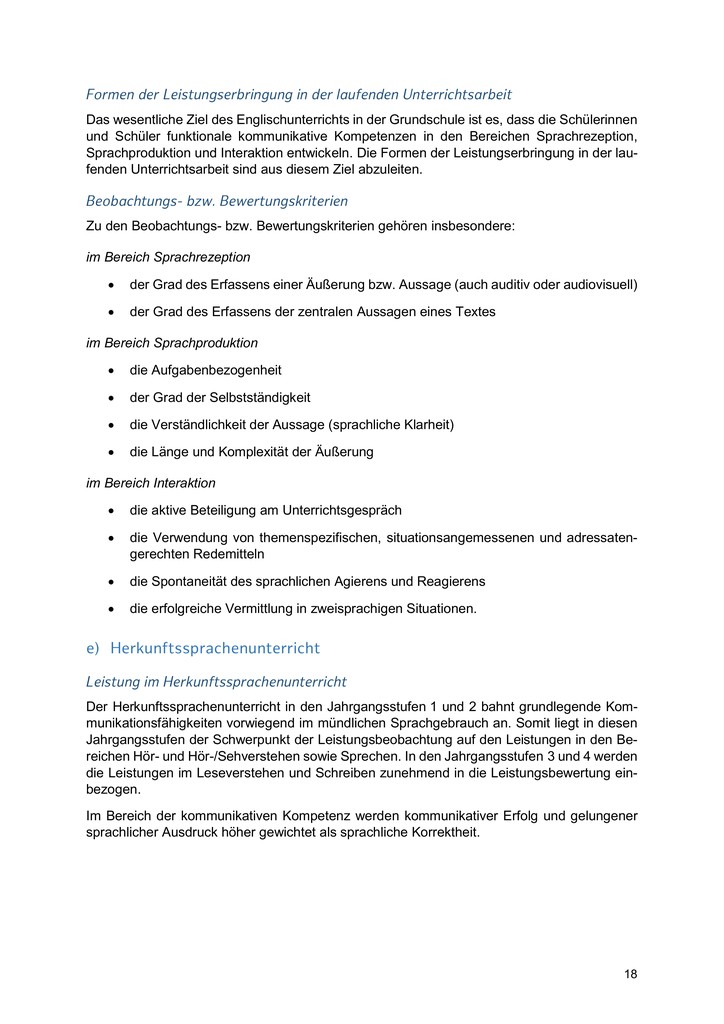 Formen der Leistungserbringung in der laufenden Unterrichtsarbeit
Das wesentliche Ziel des Englischunterrichts in der Grundschule ist es, dass die Schülerinnen
und Schüler funktionale kommunikative Kompetenzen in den Bereichen Sprachrezeption,
Sprachproduktion und Interaktion entwickeln. Die Formen der Leistungserbringung in der lau-
fenden Unterrichtsarbeit sind aus diesem Ziel abzuleiten.
Beobachtungs- bzw. Bewertungskriterien
Zu den Beobachtungs- bzw. Bewertungskriterien gehören insbesondere:
im Bereich Sprachrezeption
• der Grad des Erfassens einer Äußerung bzw. Aussage (auch auditiv oder audiovisuell)
• der Grad des Erfassens der zentralen Aussagen eines Textes
im Bereich Sprachproduktion
• die Aufgabenbezogenheit
• der Grad der Selbstständigkeit
• die Verständlichkeit der Aussage (sprachliche Klarheit)
• die Länge und Komplexität der Äußerung
im Bereich Interaktion
• die aktive Beteiligung am Unterrichtsgespräch
• die Verwendung von themenspezifischen, situationsangemessenen und adressaten-
gerechten Redemitteln
• die Spontaneität des sprachlichen Agierens und Reagierens
• die erfolgreiche Vermittlung in zweisprachigen Situationen.
e) Herkunftssprachenunterricht
Leistung im Herkunftssprachenunterricht
Der Herkunftssprachenunterricht in den Jahrgangsstufen 1 und 2 bahnt grundlegende Kom-
munikationsfähigkeiten vorwiegend im mündlichen Sprachgebrauch an. Somit liegt in diesen
Jahrgangsstufen der Schwerpunkt der Leistungsbeobachtung auf den Leistungen in den Be-
reichen Hör- und Hör-/Sehverstehen sowie Sprechen. In den Jahrgangsstufen 3 und 4 werden
die Leistungen im Leseverstehen und Schreiben zunehmend in die Leistungsbewertung ein-
bezogen.
Im Bereich der kommunikativen Kompetenz werden kommunikativer Erfolg und gelungener
sprachlicher Ausdruck höher gewichtet als sprachliche Korrektheit.
18